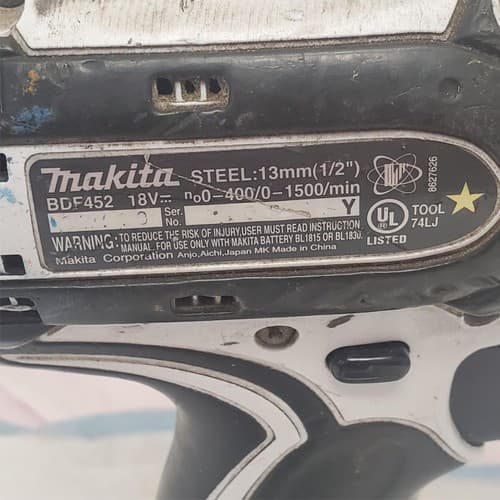 makita STEEL:13mm(1/2")
BDF452 18V⎓ n₀0-400/0-1500/min
Ser. No. Y
WARNING: TO REDUCE THE RISK OF INJURY,USER MUST READ INSTRUCTION
MANUAL. FOR USE ONLY WITH MAKITA BATTERY BL1815 OR BL1830.
Makita Corporation Anjo,Aichi,Japan MK Made in China
8627626
UL
LISTED
TOOL
74LJ